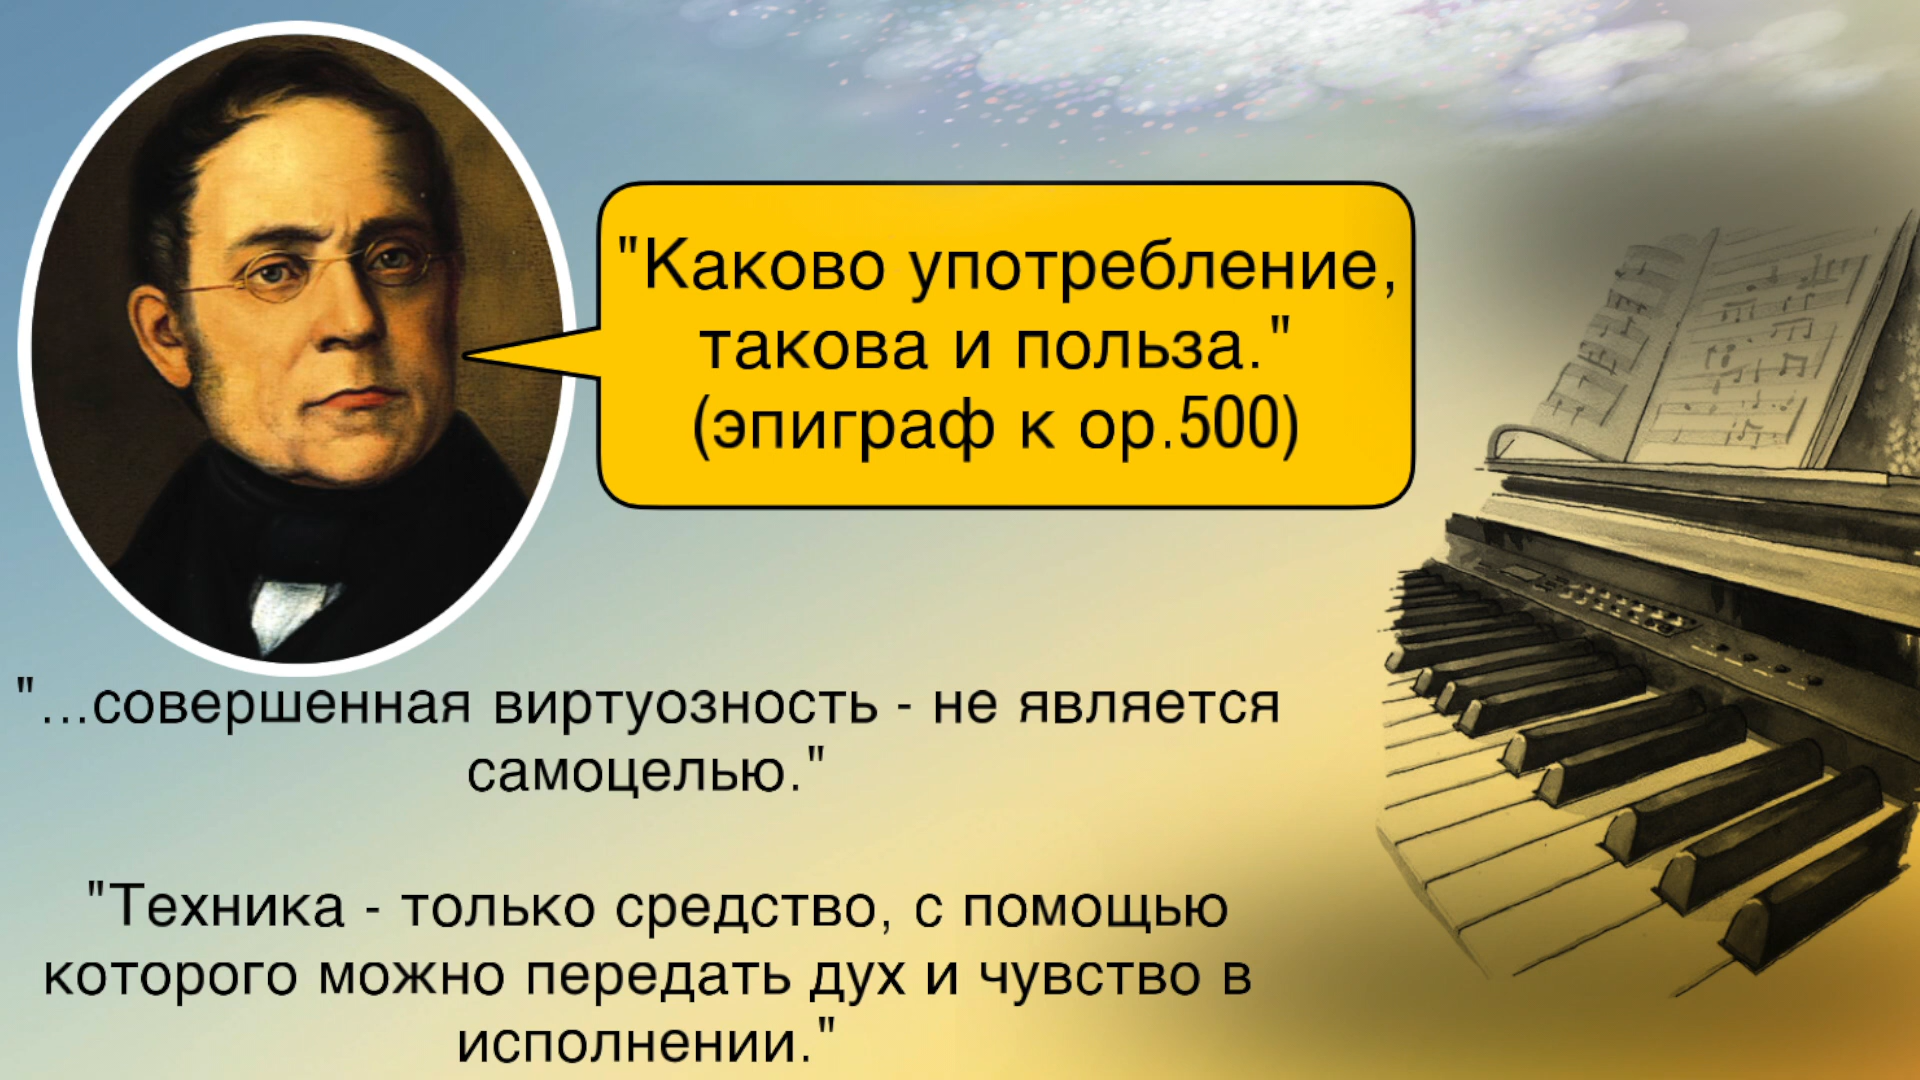 "Каково употребление,
такова и польза."
(эпиграф к ор.500)
"...совершенная виртуозность - не является
самоцелью."
"Техника - только средство, с помощью
которого можно передать дух и чувство в
исполнении."